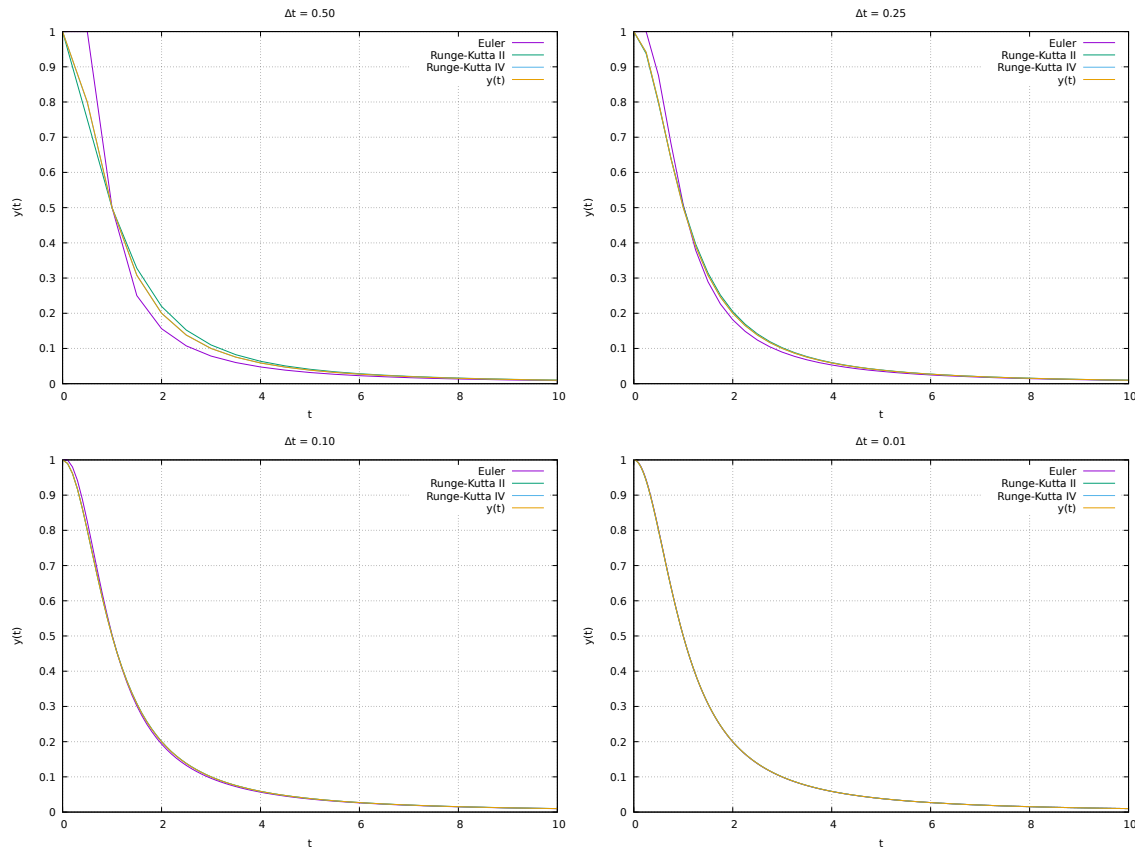 Δt = 0.50
Euler
Runge-Kutta II
Runge-Kutta IV
y(t)
1
0.9
0.8
0.7
0.6
0.5
0.4
0.3
0.2
0.1
0
y(t)
0 2 4 6 8 10
t
Δt = 0.25
Euler
Runge-Kutta II
Runge-Kutta IV
y(t)
1
0.9
0.8
0.7
0.6
0.5
0.4
0.3
0.2
0.1
0
y(t)
0 2 4 6 8 10
t
Δt = 0.10
Euler
Runge-Kutta II
Runge-Kutta IV
y(t)
1
0.9
0.8
0.7
0.6
0.5
0.4
0.3
0.2
0.1
0
y(t)
0 2 4 6 8 10
t
Δt = 0.01
Euler
Runge-Kutta II
Runge-Kutta IV
y(t)
1
0.9
0.8
0.7
0.6
0.5
0.4
0.3
0.2
0.1
0
y(t)
0 2 4 6 8 10
t